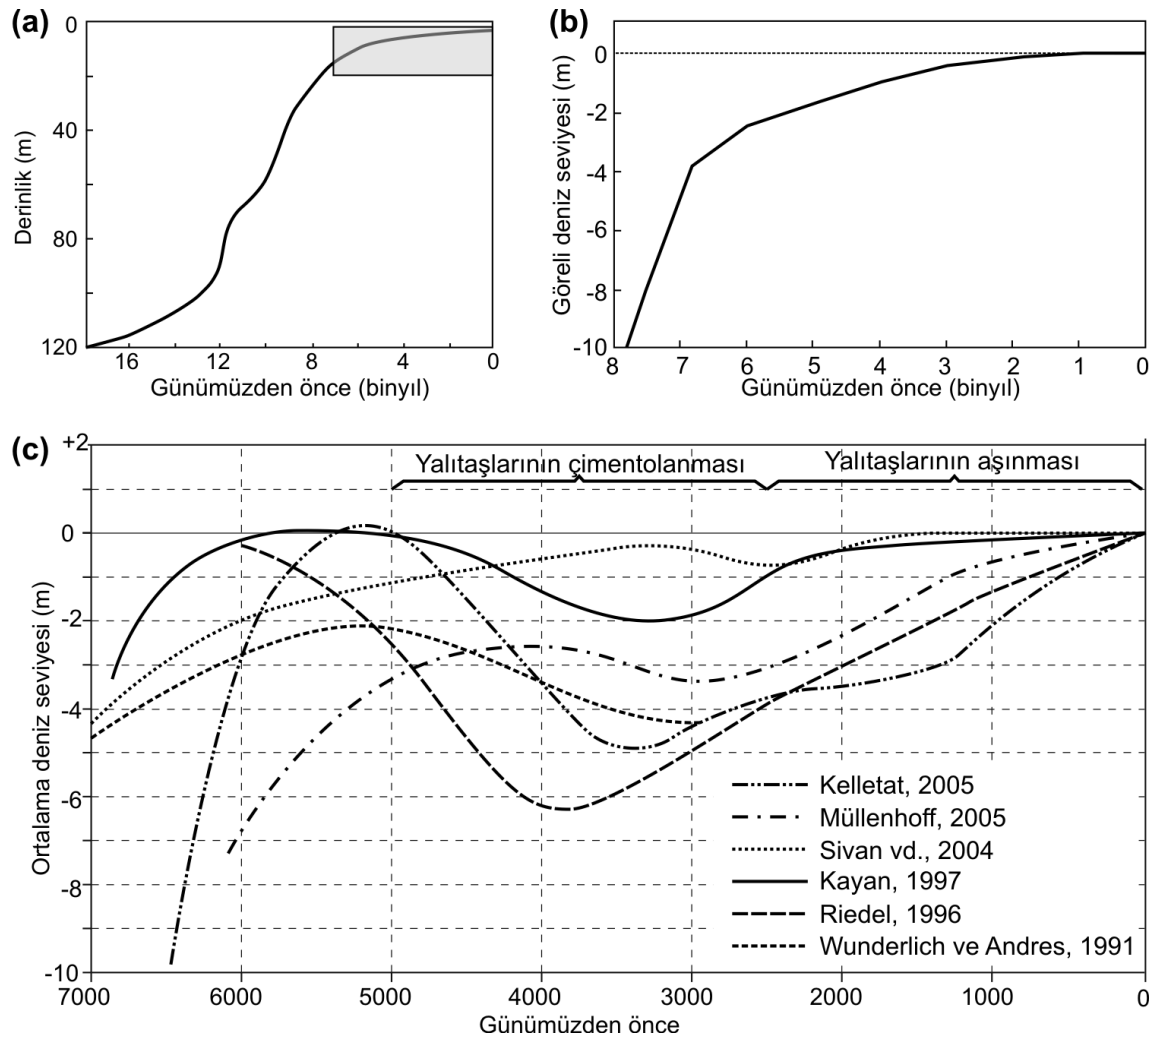 (a)
0
40
80
120
Derinlik (m)
16
12
8
4
0
Günümüzden önce (binyıl)
(b)
0
-2
-4
-6
-8
-10
Göreli deniz seviyesi (m)
8
7
6
5
4
3
2
1
0
Günümüzden önce (binyıl)
(c)
+2
0
-2
-4
-6
-8
-10
Ortalama deniz seviyesi (m)
Yalıtaşlarının çimentolanması
Yalıtaşlarının aşınması
Kelletat, 2005
Müllenhoff, 2005
Sivan vd., 2004
Kayan, 1997
Riedel, 1996
Wunderlich ve Andres, 1991
7000
6000
5000
4000
3000
2000
1000
0
Günümüzden önce